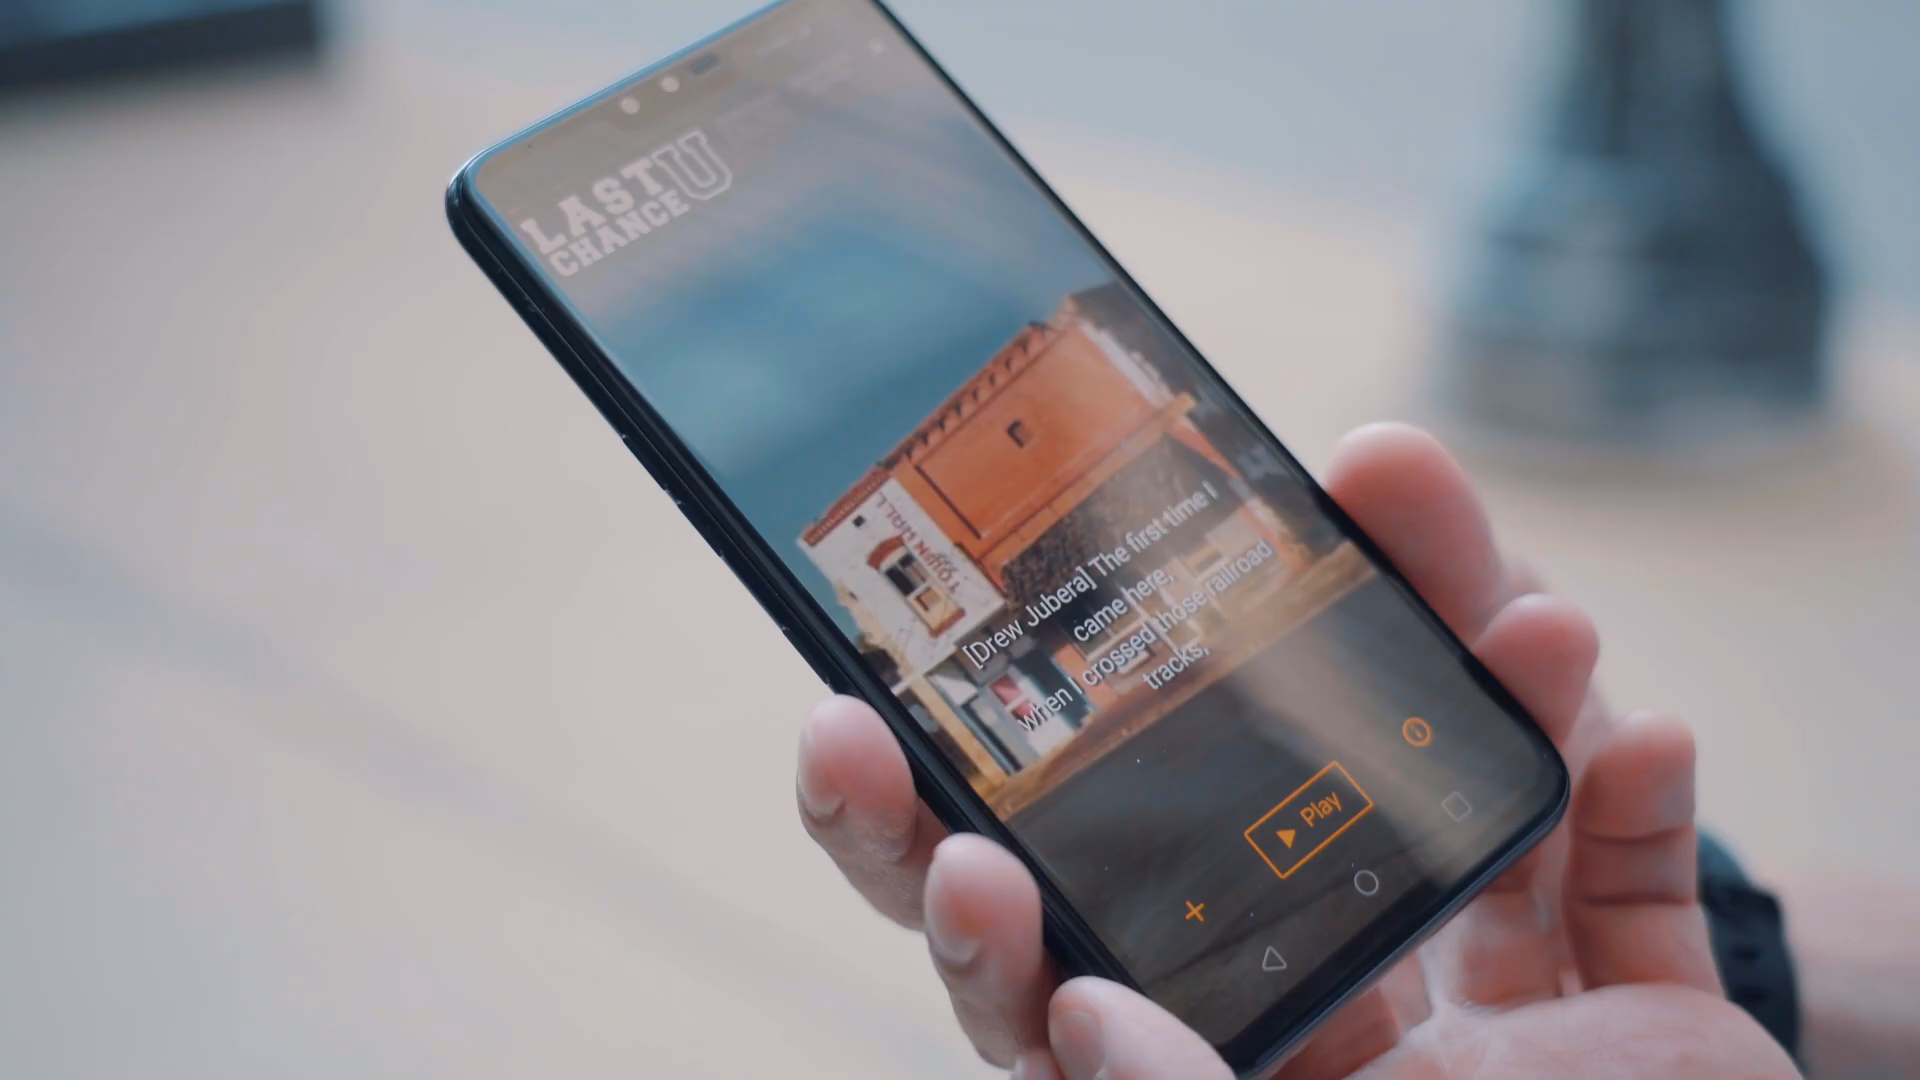 LAST U
CHANCE
TOWN HALL
[Drew Jubera] The first time I
came here,
when I crossed those railroad
tracks,
Play